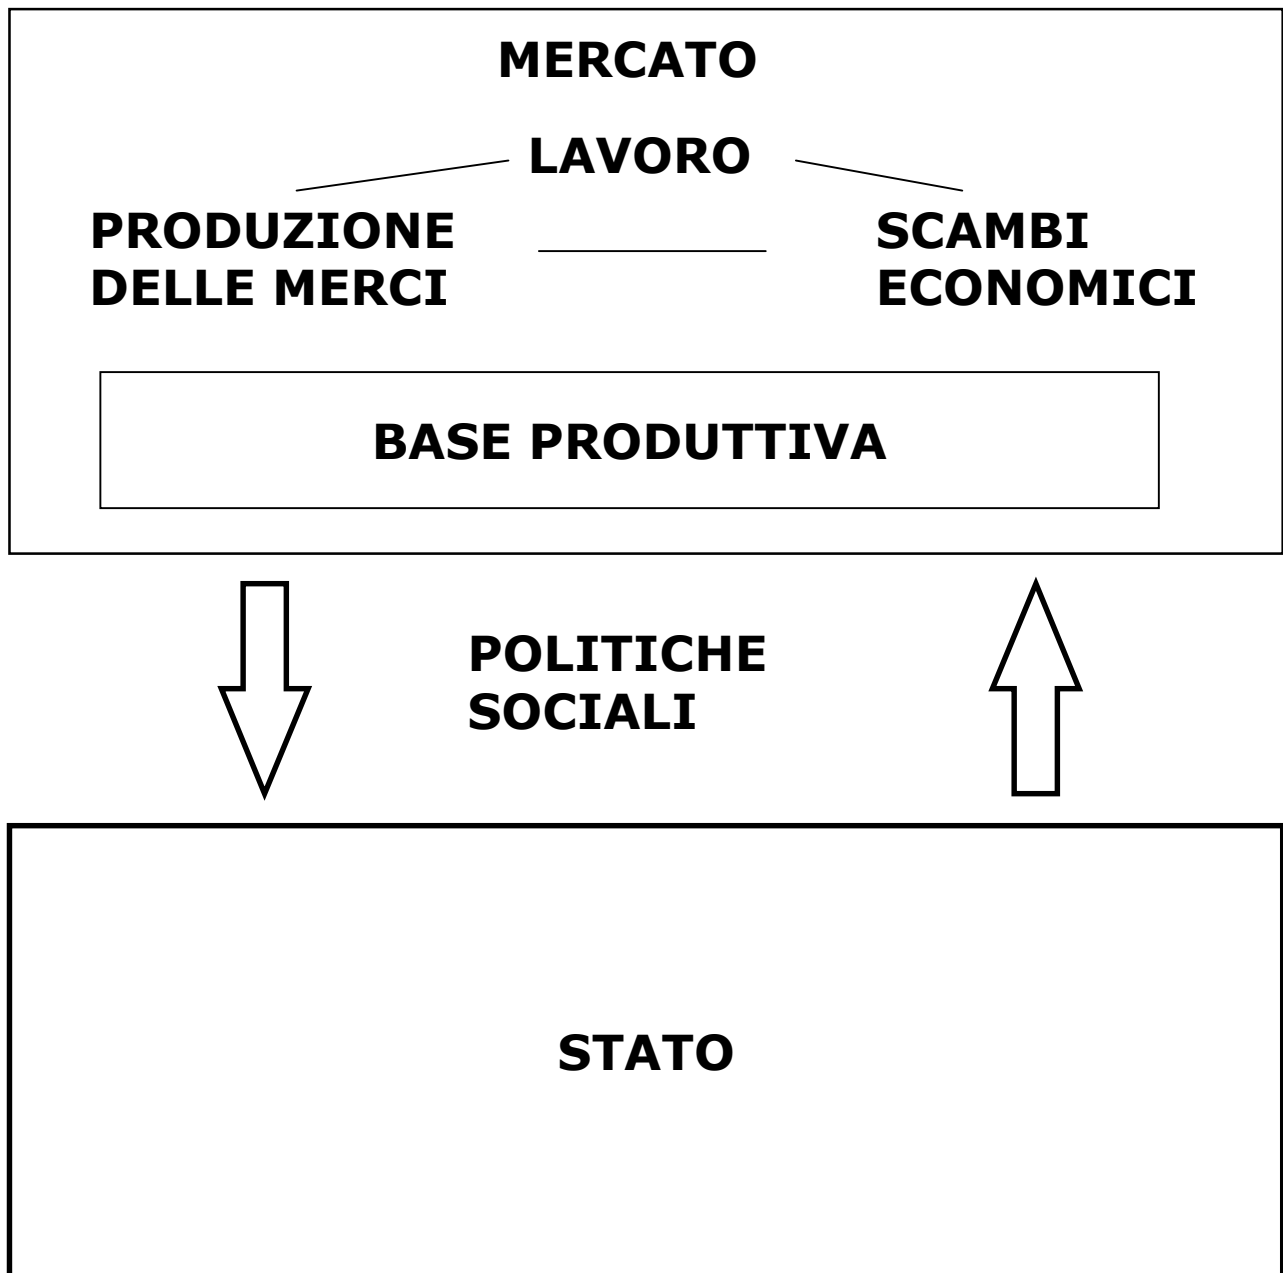 MERCATO
LAVORO
PRODUZIONE
DELLE MERCI
SCAMBI
ECONOMICI
BASE PRODUTTIVA
POLITICHE
SOCIALI
STATO